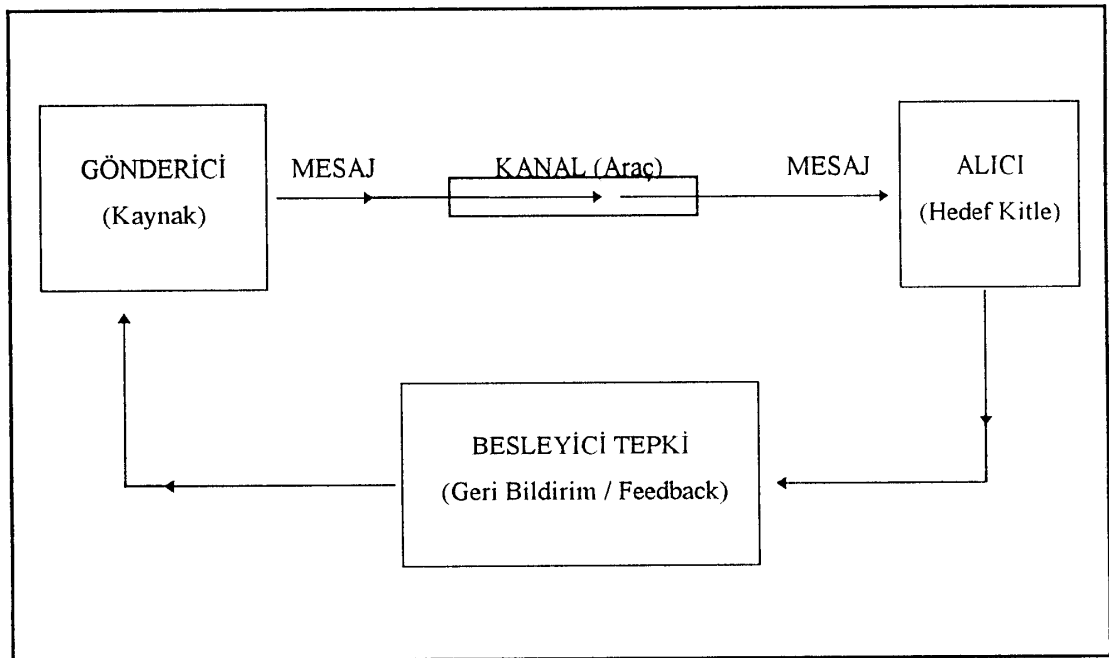 GÖNDERİCİ
(Kaynak)
MESAJ
KANAL (Araç)
MESAJ
ALICI
(Hedef Kitle)
BESLEYİCİ TEPKİ
(Geri Bildirim / Feedback)